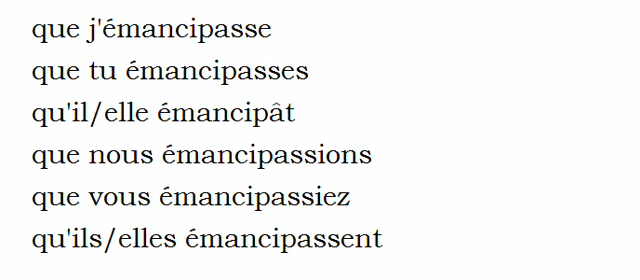 que j'émancipasse
que tu émancipasses
qu'il/elle émancipât
que nous émancipassions
que vous émancipassiez
qu'ils/elles émancipassent